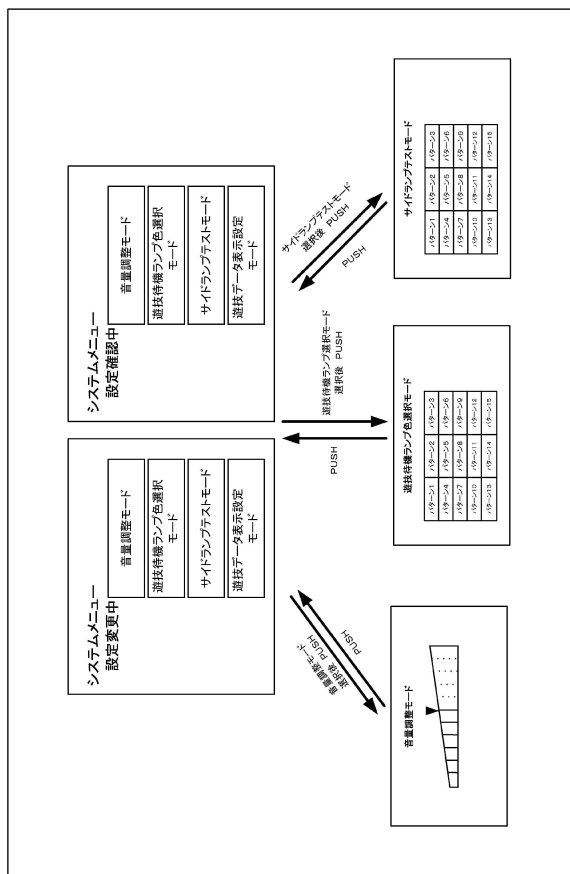 システムメニュー
設定変更中
音量調整モード
遊技待機ランプ色選択
モード
サイドランプテストモード
遊技データ表示設定
モード
システムメニュー
設定確認中
音量調整モード
遊技待機ランプ色選択
モード
サイドランプテストモード
遊技データ表示設定
モード
音量調整モード
選択後 PUSH
PUSH
PUSH
遊技待機ランプ選択モード
選択後 PUSH
サイドランプテストモード
選択後 PUSH
PUSH
音量調整モード
遊技待機ランプ色選択モード
パターン1 パターン2 パターン3
パターン4 パターン5 パターン6
パターン7 パターン8 パターン9
パターン10 パターン11 パターン12
パターン13 パターン14 パターン15
サイドランプテストモード
パターン1 パターン2 パターン3
パターン4 パターン5 パターン6
パターン7 パターン8 パターン9
パターン10 パターン11 パターン12
パターン13 パターン14 パターン15